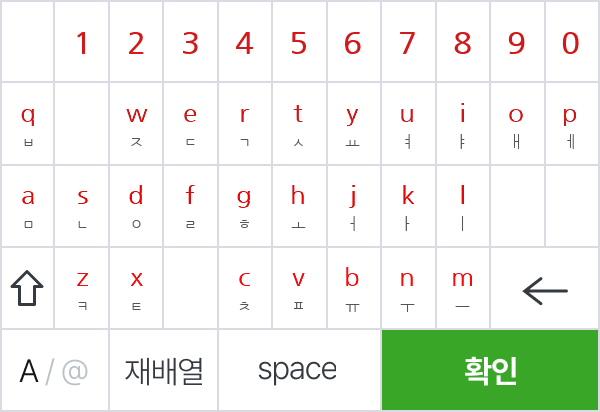 1 2 3 4 5 6 7 8 9 0
q w e r t y u i o p
ㅂ ㅈ ㄷ ㄱ ㅅ ㅛ ㅕ ㅑ ㅐ ㅔ
a s d f g h j k l
ㅁ ㄴ ㅇ ㄹ ㅎ ㅗ ㅓ ㅏ ㅣ
z x c v b n m
ㅋ ㅌ ㅊ ㅍ ㅠ ㅜ ㅡ
A / @ 재배열 space 확인